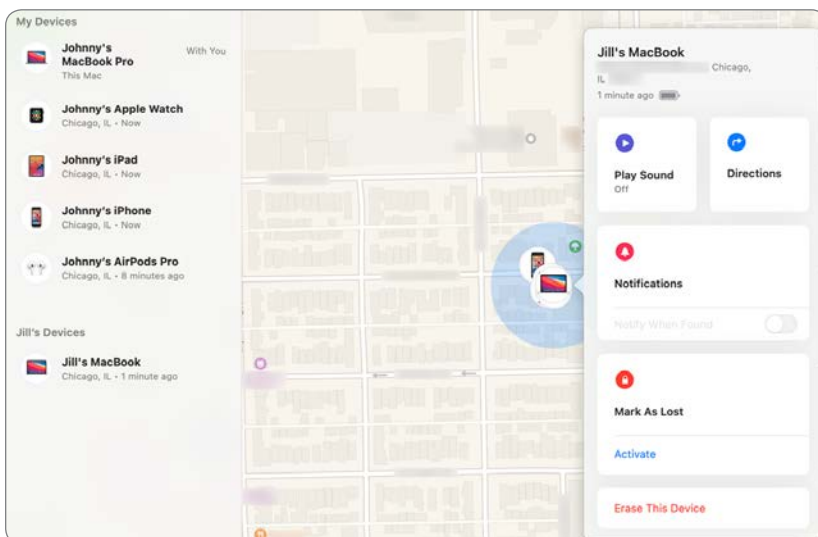 My Devices
Johnny's
MacBook Pro
With You
This Mac
Johnny's Apple Watch
Chicago, IL • Now
Johnny's iPad
Chicago, IL • Now
Johnny's iPhone
Chicago, IL • Now
Johnny's AirPods Pro
Chicago, IL • 8 minutes ago
Jill's Devices
Jill's MacBook
Chicago, IL • 1 minute ago
Jill's MacBook
Chicago,
IL
1 minute ago
Play Sound
Off
Directions
Notifications
Notify When Found
Mark As Lost
Activate
Erase This Device